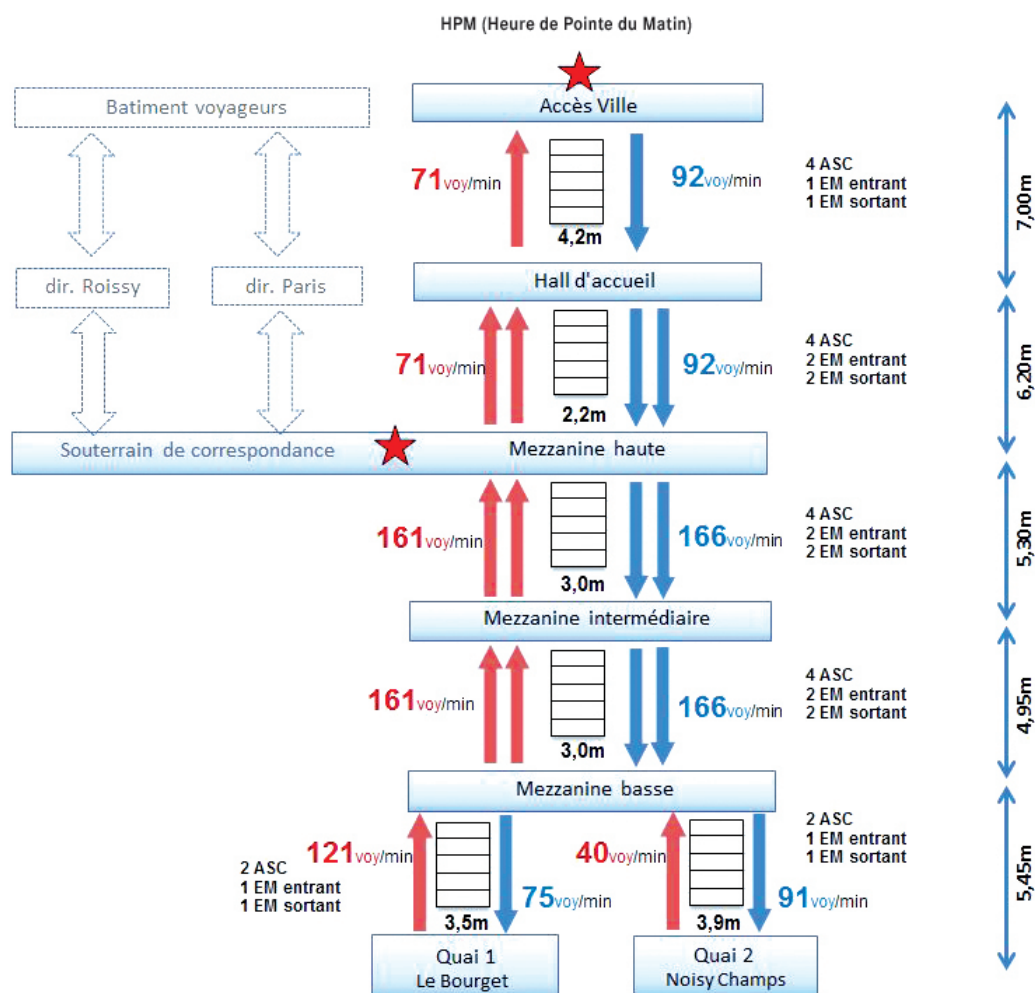 HPM (Heure de Pointe du Matin)
Batiment voyageurs
Accès Ville
71voy/min
92voy/min
4 ASC
1 EM entrant
1 EM sortant
7,00m
4,2m
dir. Roissy
dir. Paris
Hall d'accueil
71voy/min
92voy/min
4 ASC
2 EM entrant
2 EM sortant
6,20m
2,2m
Souterrain de correspondance
Mezzanine haute
161voy/min
166voy/min
4 ASC
2 EM entrant
2 EM sortant
5,30m
3,0m
Mezzanine intermédiaire
161voy/min
166voy/min
4 ASC
2 EM entrant
2 EM sortant
4,95m
3,0m
Mezzanine basse
2 ASC
1 EM entrant
1 EM sortant
121voy/min
75voy/min
3,5m
40voy/min
91voy/min
3,9m
2 ASC
1 EM entrant
1 EM sortant
5,45m
Quai 1
Le Bourget
Quai 2
Noisy Champs